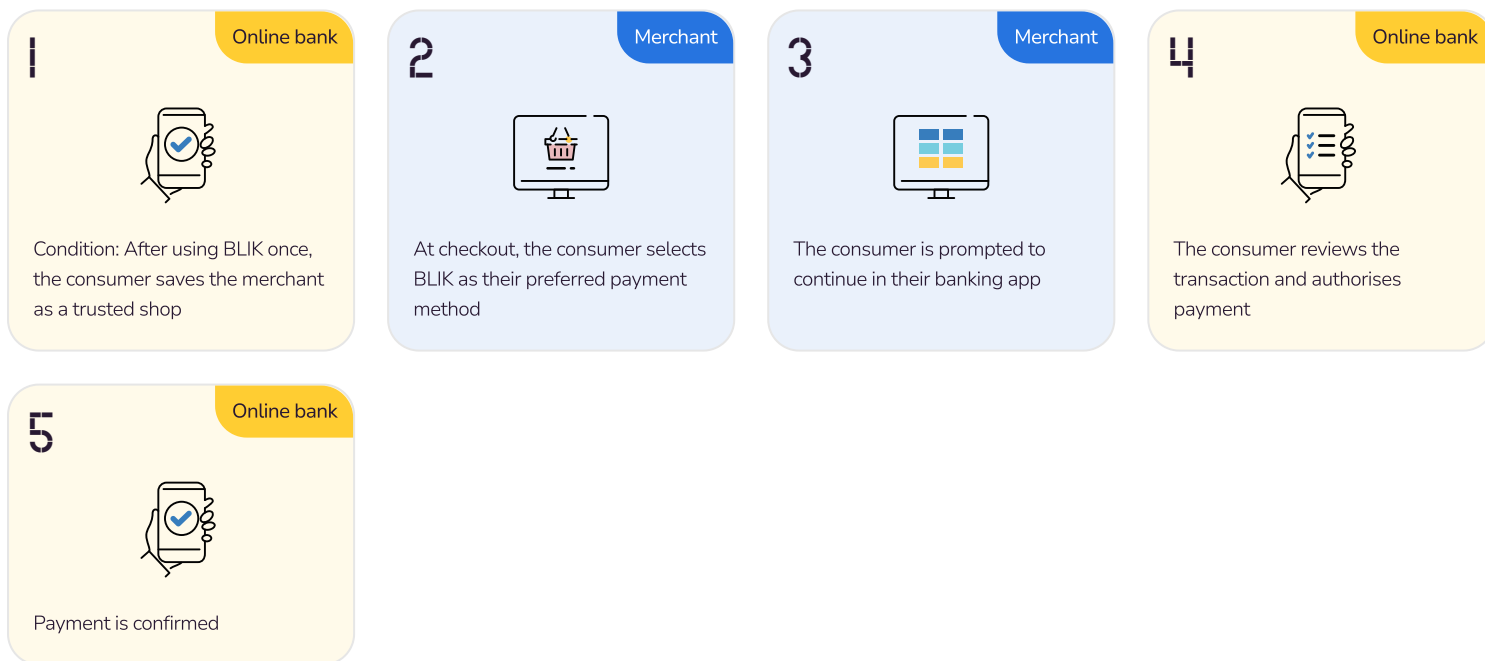 Online bank
1
Condition: After using BLIK once,
the consumer saves the merchant
as a trusted shop
Merchant
2
At checkout, the consumer selects
BLIK as their preferred payment
method
Merchant
3
The consumer is prompted to
continue in their banking app
Online bank
4
The consumer reviews the
transaction and authorises
payment
Online bank
5
Payment is confirmed